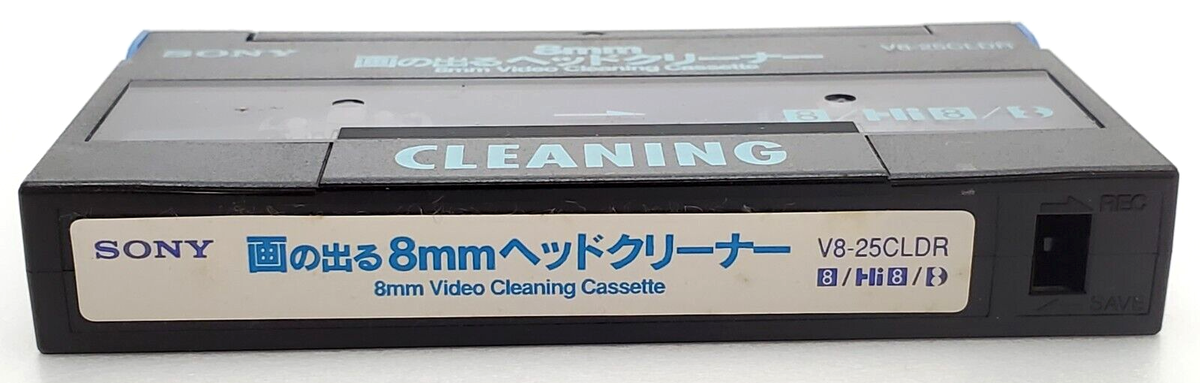 SONY
8mm
画の出るヘッドクリーナー
8mm Video Cleaning Cassette
V8-25CLDR
8/Hi8/
CLEANING
SONY
画の出る8mmヘッドクリーナー
8mm Video Cleaning Cassette
V8-25CLDR
8/Hi8/
REC
SAVE